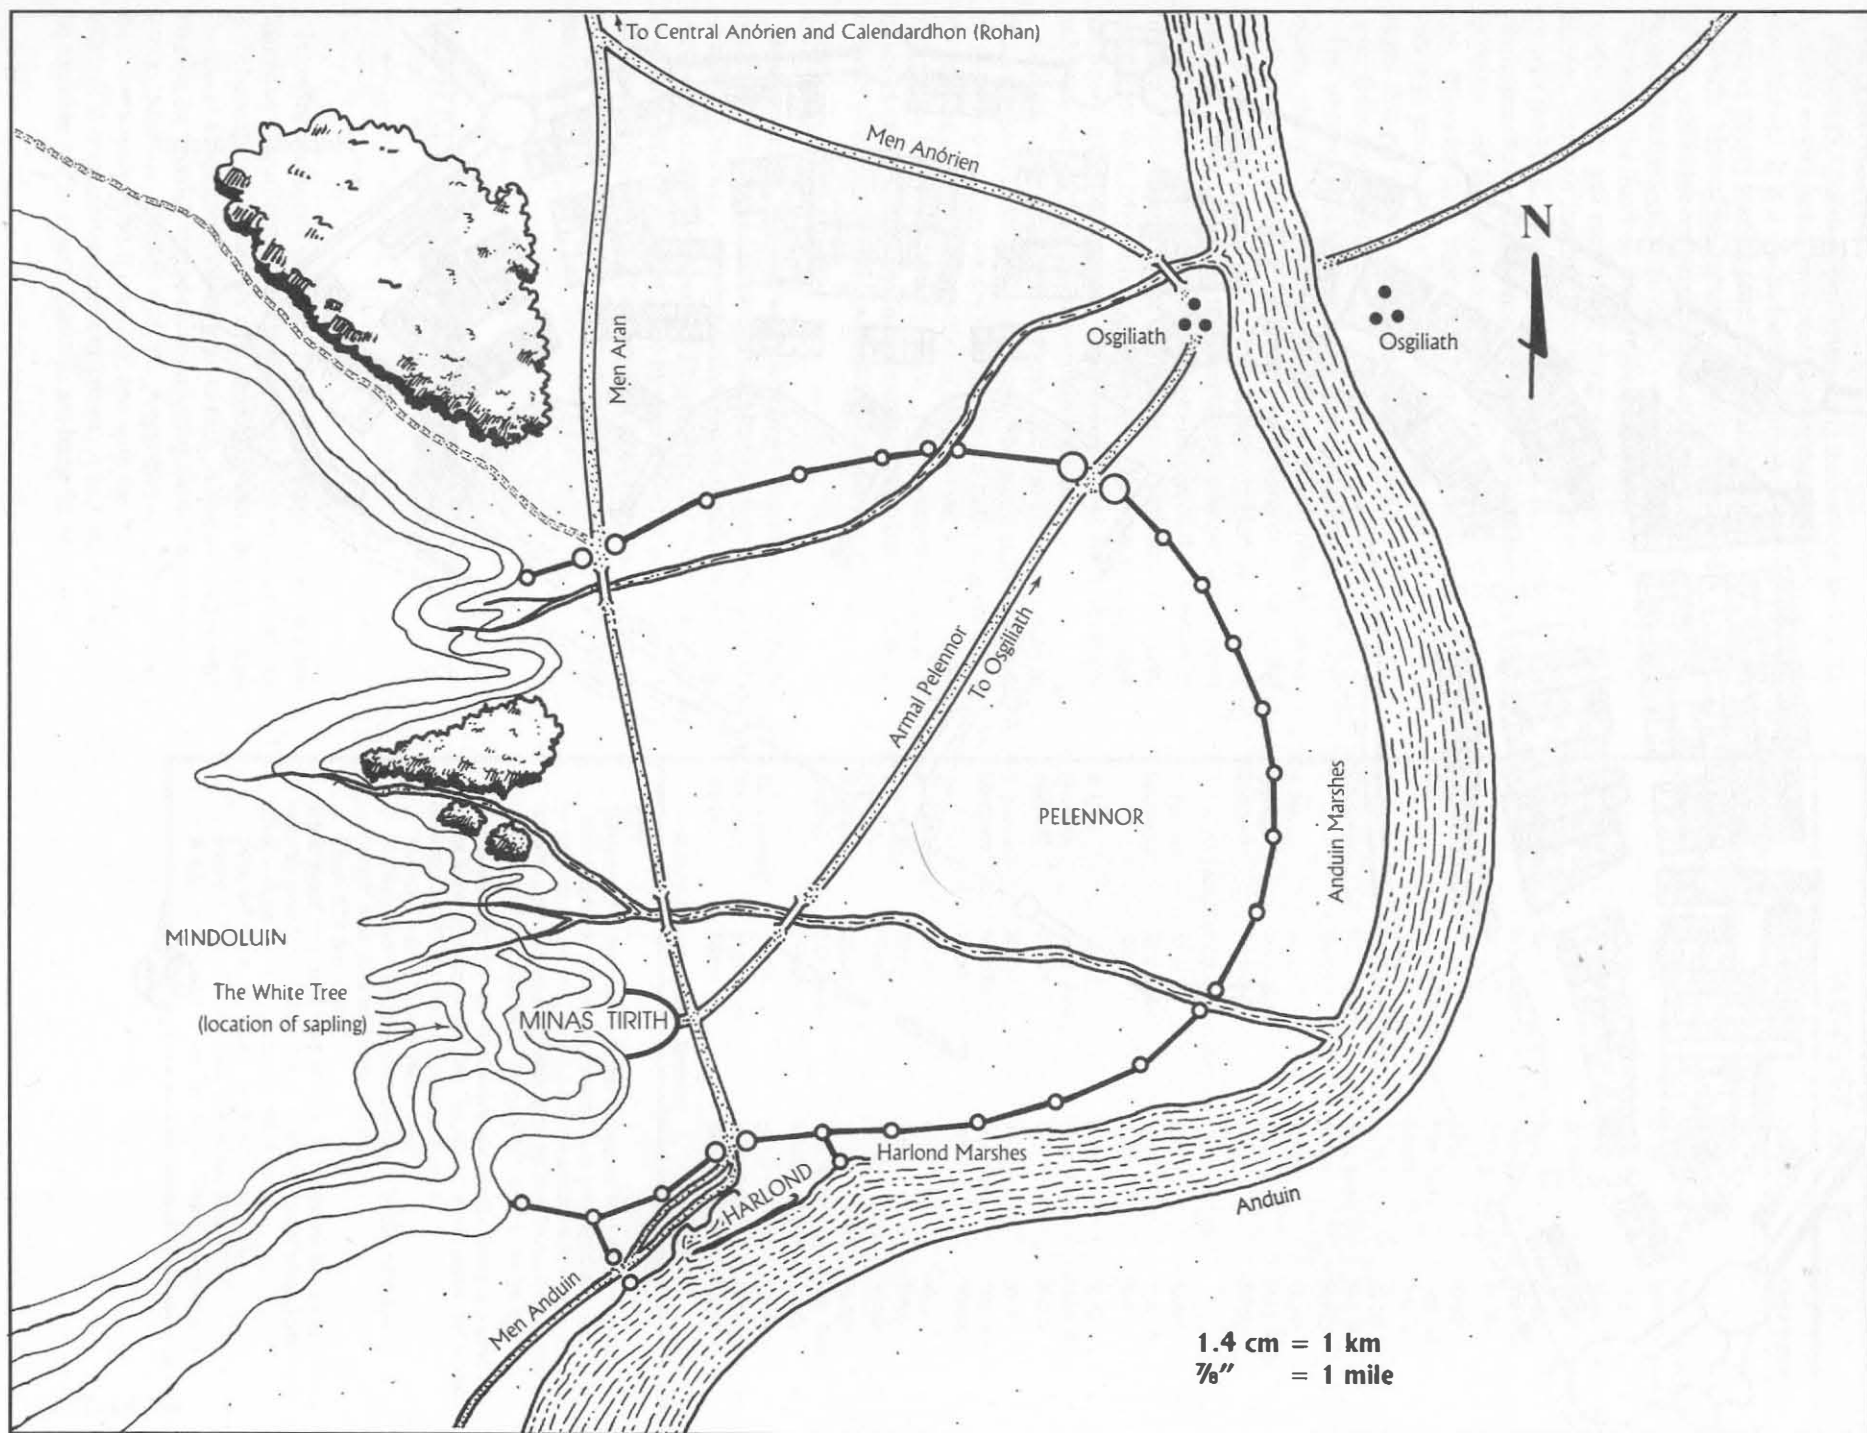 To Central Anórien and Calendardhon (Rohan)
Men Anórien
N
Men Aran
Osgiliath
Osgiliath
Armal Pelennor
To Osgiliath
PELENNOR
Anduin Marshes
MINDOLUIN
The White Tree
(location of sapling)
MINAS TIRITH
Harlond Marshes
HARLOND
Anduin
Men Anduin
1.4 cm = 1 km
⅞" = 1 mile